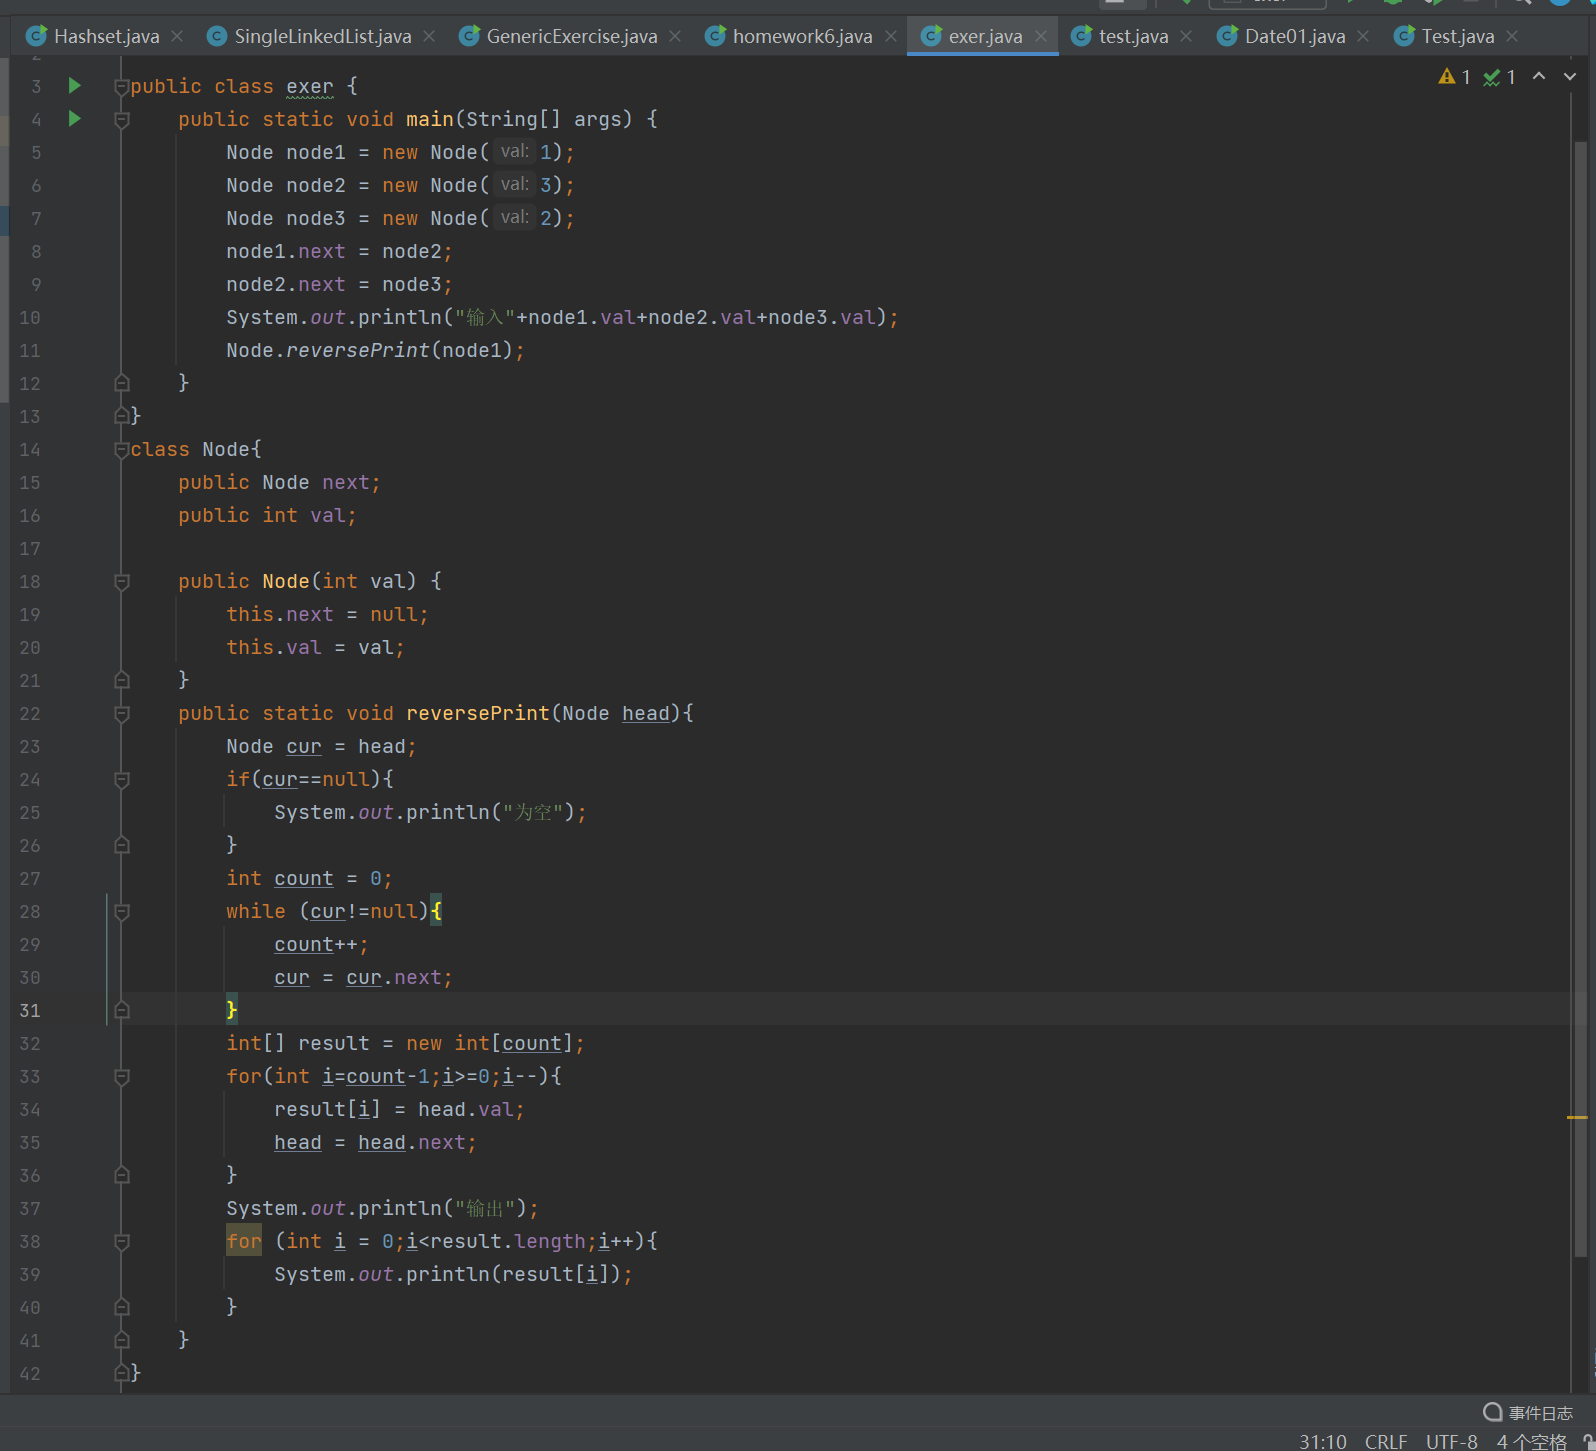 Hashset.java SingleLinkedList.java GenericExercise.java homework6.java exer.java test.java Date01.java Test.java
3 public class exer { 1 1
4 public static void main(String[] args) {
5 Node node1 = new Node( val: 1);
6 Node node2 = new Node( val: 3);
7 Node node3 = new Node( val: 2);
8 node1.next = node2;
9 node2.next = node3;
10 System.out.println("输入"+node1.val+node2.val+node3.val);
11 Node.reversePrint(node1);
12 }
13 }
14 class Node{
15 public Node next;
16 public int val;
17
18 public Node(int val) {
19 this.next = null;
20 this.val = val;
21 }
22 public static void reversePrint(Node head){
23 Node cur = head;
24 if(cur==null){
25 System.out.println("为空");
26 }
27 int count = 0;
28 while (cur!=null){
29 count++;
30 cur = cur.next;
31 }
32 int[] result = new int[count];
33 for(int i=count-1;i>=0;i--){
34 result[i] = head.val;
35 head = head.next;
36 }
37 System.out.println("输出");
38 for (int i = 0;i<result.length;i++){
39 System.out.println(result[i]);
40 }
41 }
42 }
事件日志
31:10 CRLF UTF-8 4 个空格